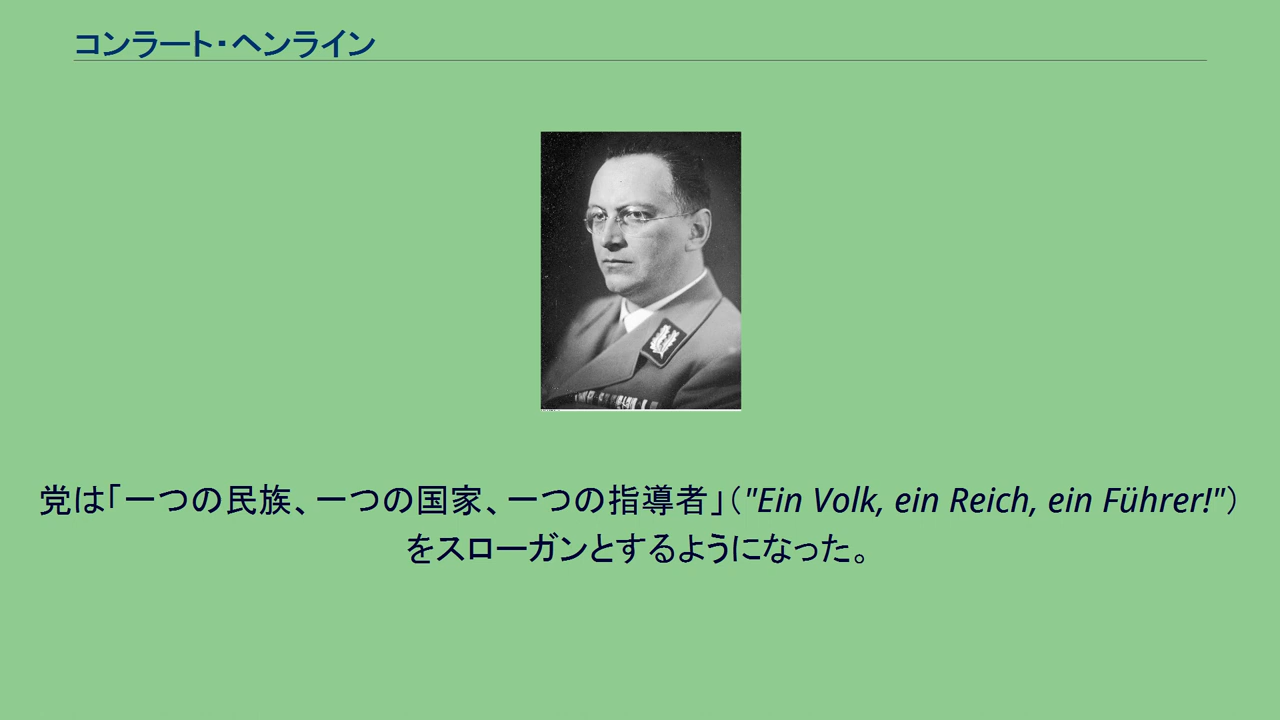 コンラート・ヘンライン
党は「一つの民族、一つの国家、一つの指導者」（"Ein Volk, ein Reich, ein Führer!"）
をスローガンとするようになった。